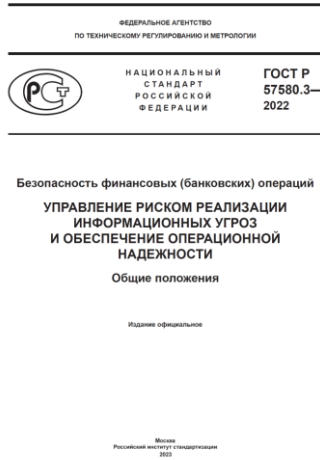 ФЕДЕРАЛЬНОЕ АГЕНТСТВО
ПО ТЕХНИЧЕСКОМУ РЕГУЛИРОВАНИЮ И МЕТРОЛОГИИ
НАЦИОНАЛЬНЫЙ
СТАНДАРТ
РОССИЙСКОЙ
ФЕДЕРАЦИИ
ГОСТ Р
57580.3—
2022
Безопасность финансовых (банковских) операций
УПРАВЛЕНИЕ РИСКОМ РЕАЛИЗАЦИИ
ИНФОРМАЦИОННЫХ УГРОЗ
И ОБЕСПЕЧЕНИЕ ОПЕРАЦИОННОЙ
НАДЕЖНОСТИ
Общие положения
Издание официальное
Москва
Российский институт стандартизации
2023